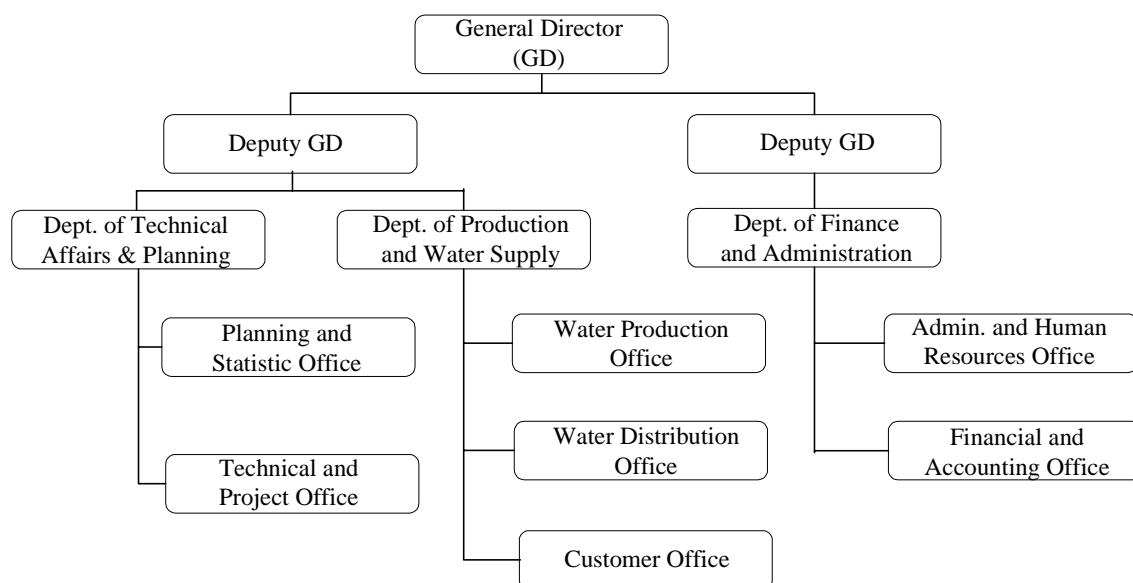 General Director
(GD)
Deputy GD
Deputy GD
Dept. of Technical
Affairs & Planning
Dept. of Production
and Water Supply
Dept. of Finance
and Administration
Planning and
Statistic Office
Water Production
Office
Admin. and Human
Resources Office
Technical and
Project Office
Water Distribution
Office
Financial and
Accounting Office
Customer Office